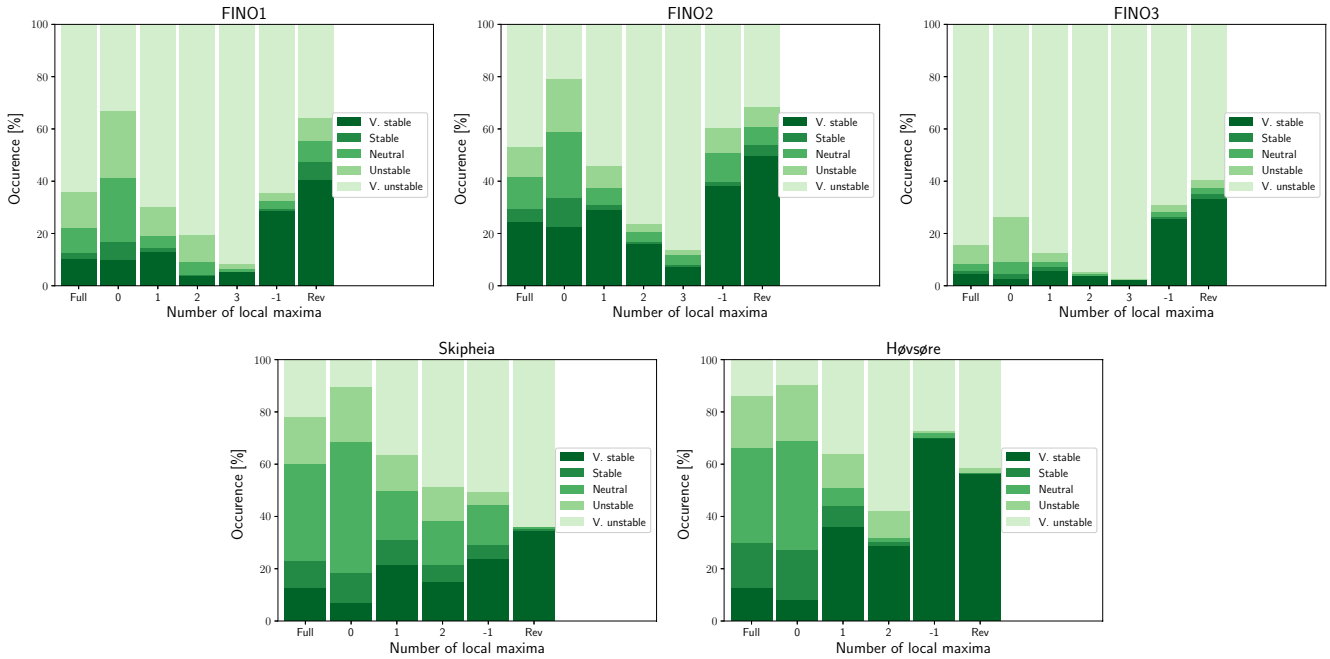 FINO1
100
80
60
40
20
0
Occurence [%]
V. stable
Stable
Neutral
Unstable
V. unstable
Full 0 1 2 3 -1 Rev
Number of local maxima
FINO2
100
80
60
40
20
0
Occurence [%]
V. stable
Stable
Neutral
Unstable
V. unstable
Full 0 1 2 3 -1 Rev
Number of local maxima
FINO3
100
80
60
40
20
0
Occurence [%]
V. stable
Stable
Neutral
Unstable
V. unstable
Full 0 1 2 3 -1 Rev
Number of local maxima
Skipheia
100
80
60
40
20
0
Occurence [%]
V. stable
Stable
Neutral
Unstable
V. unstable
Full 0 1 2 -1 Rev
Number of local maxima
Høvsøre
100
80
60
40
20
0
Occurence [%]
V. stable
Stable
Neutral
Unstable
V. unstable
Full 0 1 2 -1 Rev
Number of local maxima